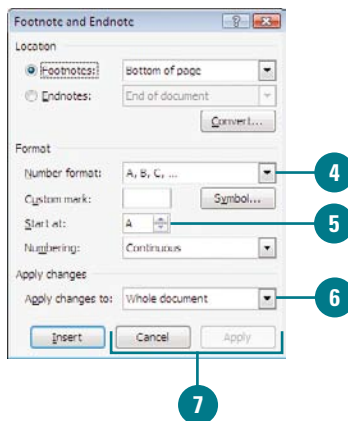 Footnote and Endnote
Location
Footnotes: Bottom of page
Endnotes: End of document
Convert...
Format
Number format: A, B, C, ... 4
Custom mark: Symbol...
Start at: A 5
Numbering: Continuous
Apply changes
Apply changes to: Whole document 6
Insert Cancel Apply
7